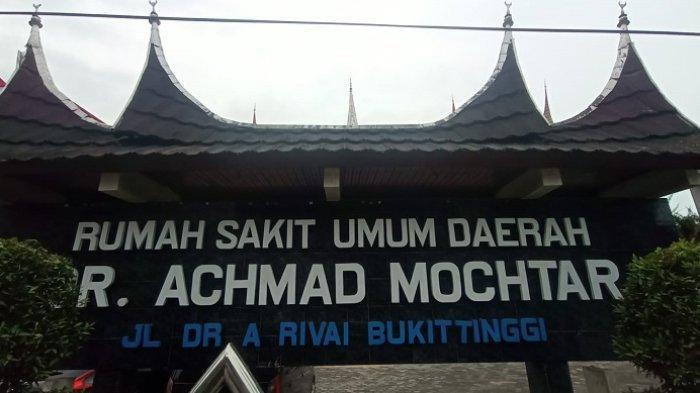 RUMAH SAKIT UMUM DAERAH
R. ACHMAD MOCHTAR
JL DR A RIVAI BUKITTINGGI